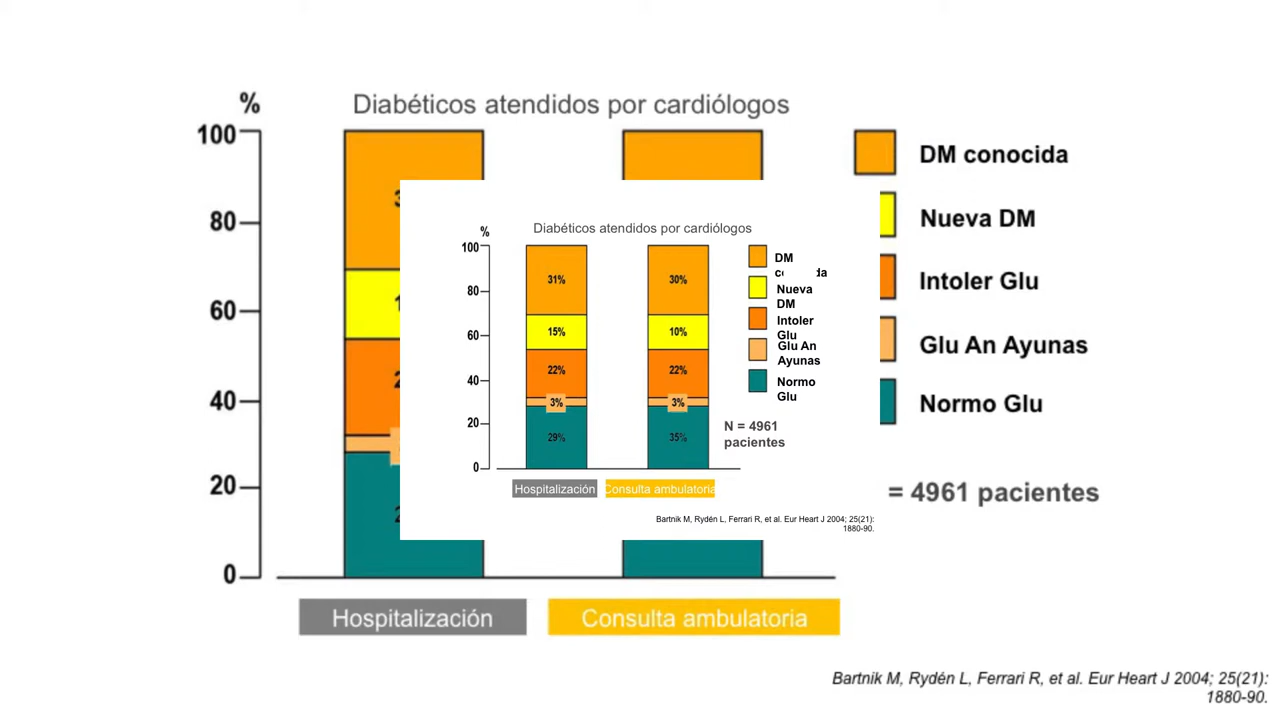 Diabéticos atendidos por cardiólogos
%
100
80
60
40
20
0
DM conocida
Nueva DM
Intoler Glu
Glu An Ayunas
Normo Glu
= 4961 pacientes
Hospitalización
Consulta ambulatoria
Bartnik M, Rydén L, Ferrari R, et al. Eur Heart J 2004; 25(21):
1880-90.
Diabéticos atendidos por cardiólogos
%
100
80
60
40
20
0
31%
15%
22%
3%
29%
30%
10%
22%
3%
35%
DM
Nueva
DM
Intoler
Glu
Glu An
Ayunas
Normo
Glu
N = 4961
pacientes
Hospitalización
Consulta ambulatoria
Bartnik M, Rydén L, Ferrari R, et al. Eur Heart J 2004; 25(21):
1880-90.